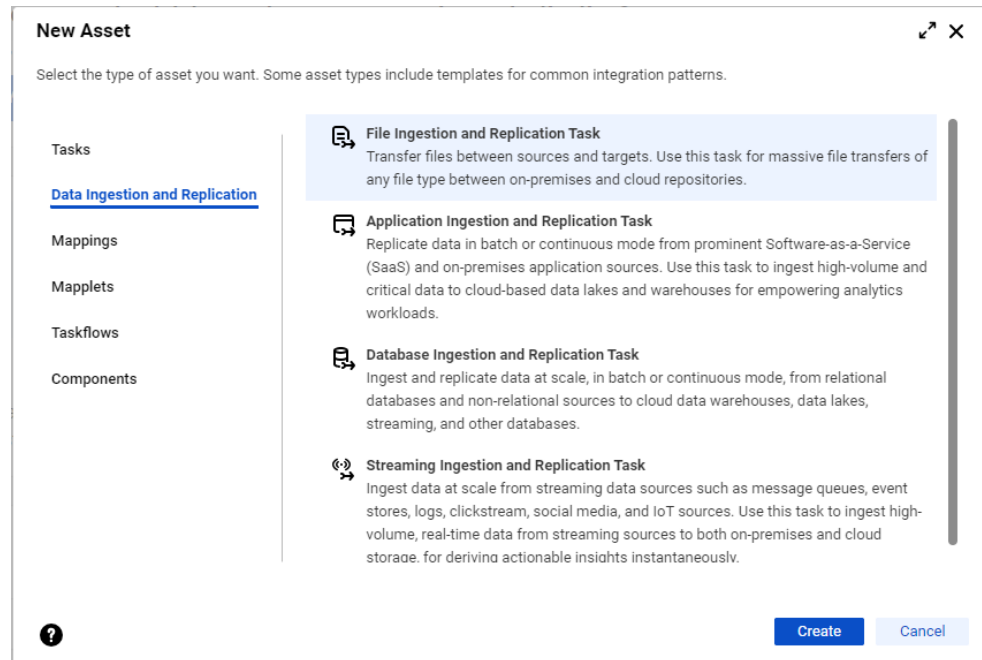 New Asset
Select the type of asset you want. Some asset types include templates for common integration patterns.
Tasks
Data Ingestion and Replication
Mappings
Mapplets
Taskflows
Components
File Ingestion and Replication Task
Transfer files between sources and targets. Use this task for massive file transfers of
any file type between on-premises and cloud repositories.
Application Ingestion and Replication Task
Replicate data in batch or continuous mode from prominent Software-as-a-Service
(SaaS) and on-premises application sources. Use this task to ingest high-volume and
critical data to cloud-based data lakes and warehouses for empowering analytics
workloads.
Database Ingestion and Replication Task
Ingest and replicate data at scale, in batch or continuous mode, from relational
databases and non-relational sources to cloud data warehouses, data lakes,
streaming, and other databases.
Streaming Ingestion and Replication Task
Ingest data at scale from streaming data sources such as message queues, event
stores, logs, clickstream, social media, and IoT sources. Use this task to ingest high-
volume, real-time data from streaming sources to both on-premises and cloud
storage, for deriving actionable insights instantaneously.
?
Create
Cancel